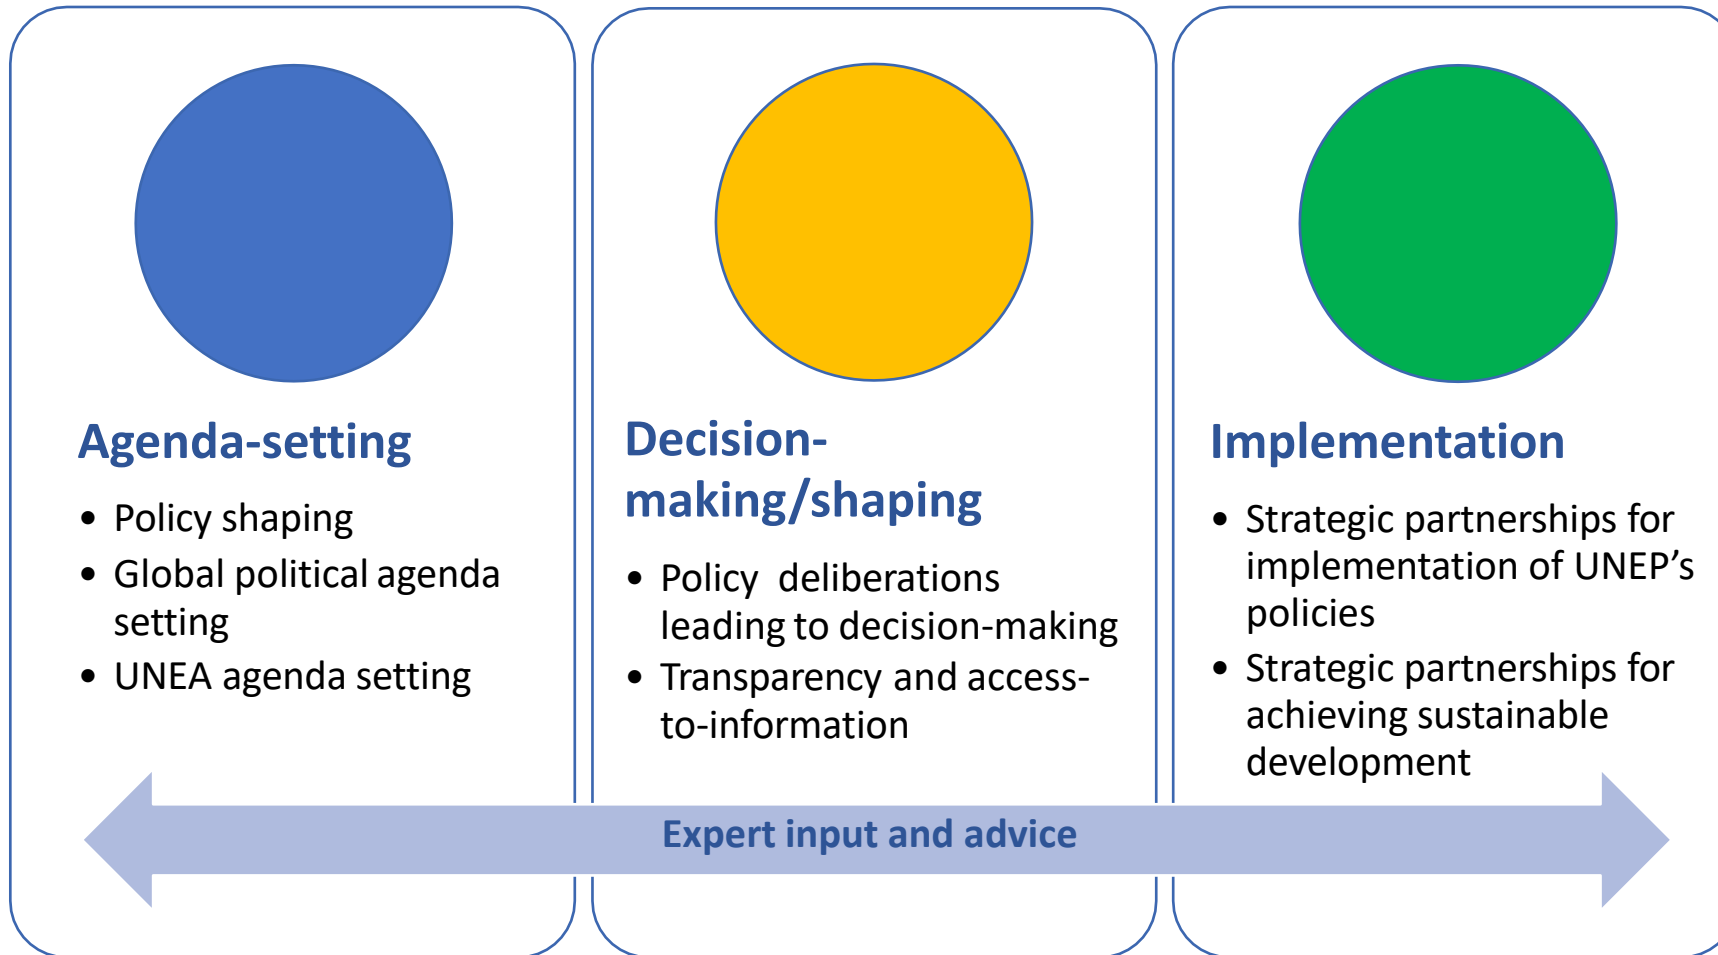 Agenda-setting
• Policy shaping
• Global political agenda
setting
• UNEA agenda setting
Decision-
making/shaping
• Policy  deliberations
leading to decision-making
• Transparency and access-
to-information
Implementation
• Strategic partnerships for
implementation of UNEP’s
policies
• Strategic partnerships for
achieving sustainable
development
Expert input and advice